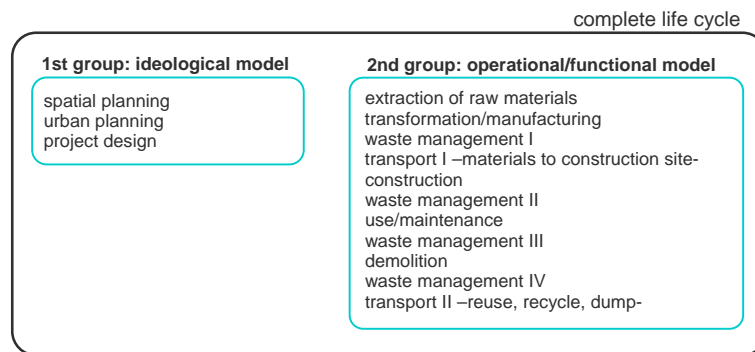 complete life cycle
1st group: ideological model
spatial planning
urban planning
project design
2nd group: operational/functional model
extraction of raw materials
transformation/manufacturing
waste management I
transport I –materials to construction site-
construction
waste management II
use/maintenance
waste management III
demolition
waste management IV
transport II –reuse, recycle, dump-